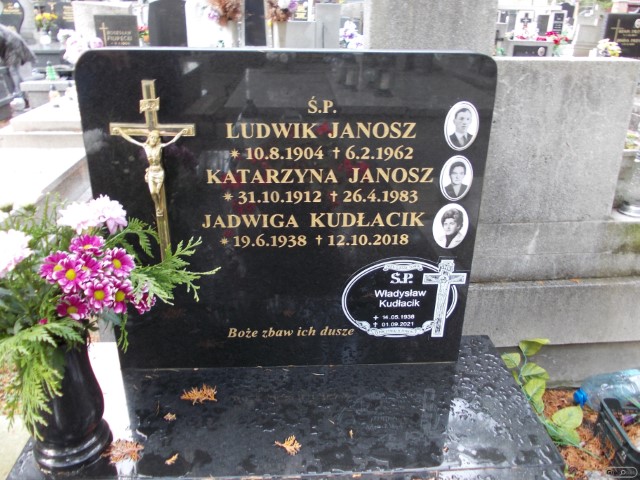 Ś.P.
LUDWIK JANOSZ
* 10.8.1904 † 6.2.1962
KATARZYNA JANOSZ
* 31.10.1912 † 26.4.1983
JADWIGA KUDŁACIK
* 19.6.1938 † 12.10.2018
Ś.P.
Władysław
Kudłacik
+ 14.05.1936
† 01.09.2021
Boże zbaw ich dusze